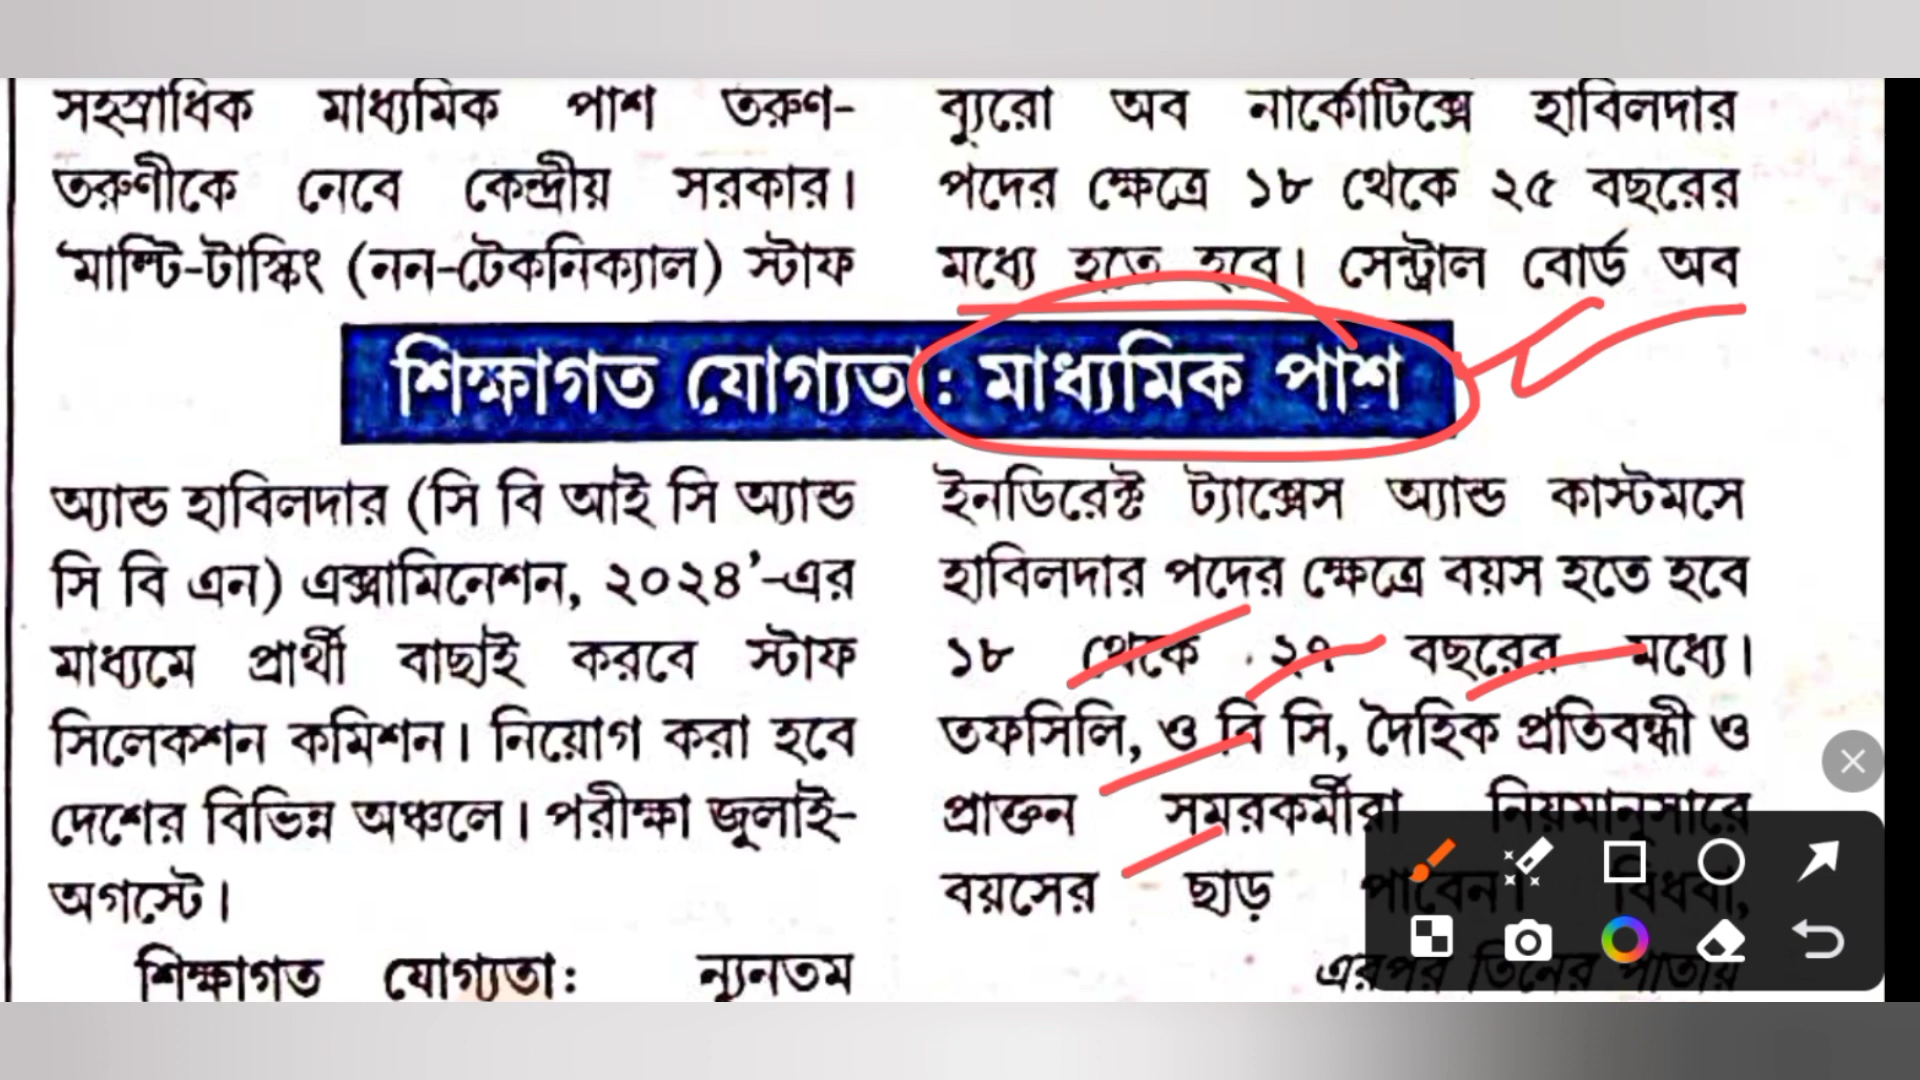 সহস্রাধিক মাধ্যমিক পাশ তরুণ-
তরুণীকে নেবে কেন্দ্রীয় সরকার।
'মাল্টি-টাস্কিং (নন-টেকনিক্যাল) স্টাফ
ব্যুরো অব নার্কোটিক্সে হাবিলদার
পদের ক্ষেত্রে ১৮ থেকে ২৫ বছরের
মধ্যে হতে হবে। সেন্ট্রাল বোর্ড অব
শিক্ষাগত যোগ্যতা: মাধ্যমিক পাশ
অ্যান্ড হাবিলদার (সি বি আই সি অ্যান্ড
সি বি এন) এক্সামিনেশন, ২০২৪'-এর
মাধ্যমে প্রার্থী বাছাই করবে স্টাফ
সিলেকশন কমিশন। নিয়োগ করা হবে
দেশের বিভিন্ন অঞ্চলে। পরীক্ষা জুলাই-
অগস্টে।
শিক্ষাগত যোগ্যতা: ন্যূনতম
ইনডিরেক্ট ট্যাক্সেস অ্যান্ড কাস্টমসে
হাবিলদার পদের ক্ষেত্রে বয়স হতে হবে
১৮ থেকে ২৭ বছরের মধ্যে।
তফসিলি, ও বি সি, দৈহিক প্রতিবন্ধী ও
প্রাক্তন সমরকর্মীরা নিয়মানুসারে
বয়সের ছাড় পাবেন। বিধবা,
এরপর তিনের পাতায়